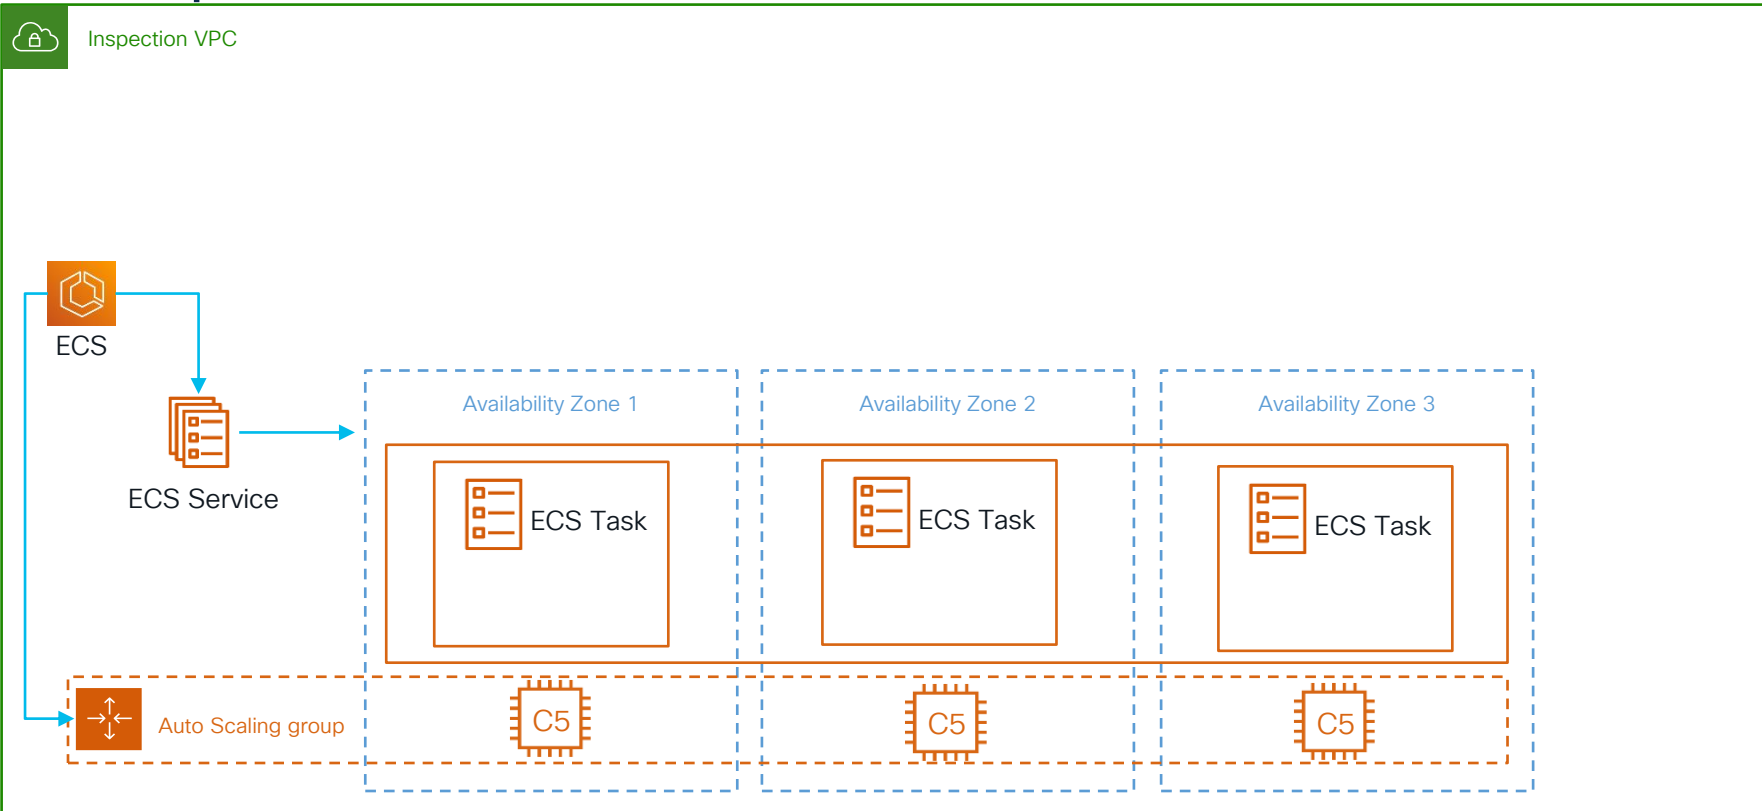 Inspection VPC
ECS
ECS Service
Availability Zone 1
Availability Zone 2
Availability Zone 3
ECS Task
ECS Task
ECS Task
Auto Scaling group
C5
C5
C5